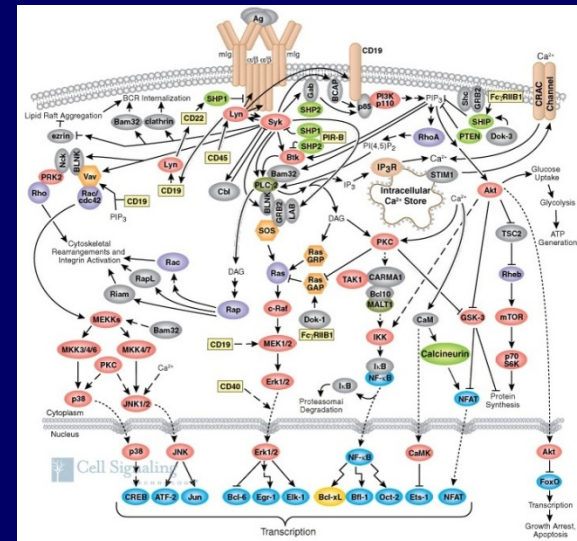 Ag
mIg
α/β
α/β
mIg
CD19
Ca²⁺
CRAC
Channel
BCR Internalization
SHP1
Lyn
Syk
Gab
BCAP
SHP2
p85
PI3K
p110
PIP₃
Shc
GRB2
FcγRIIB1
SHIP
PTEN
Dok-3
Lipid Raft Aggregation
Bam32
clathrin
CD22
ezrin
SHP1
SHP2
PIR-B
RhoA
PI(4,5)P₂
Nck
BLNK
Lyn
CD45
Btk
Bam32
IP₃
IP3R
Ca²⁺
STIM1
Akt
Glucose
Uptake
PRK2
Vav
CD19
Cbl
PLCγ2
BLNK
GRB2
LAB
Intracellular
Ca²⁺ Store
Glycolysis
Rho
Rac/
cdc42
CD19
PIP₃
SOS
DAG
PKC
Ca²⁺
TSC2
ATP
Generation
Cytoskeletal
Rearrangements and
Integrin Activation
Rac
RapL
Riam
DAG
Rap
Ras
Ras
GRP
Ras
GAP
TAK1
CARMA1
Bcl10
MALT1
Rheb
MEKKs
Bam32
c-Raf
Dok-1
FcγRIIB1
CaM
GSK-3
mTOR
MKK3/4/6
MKK4/7
CD19
MEK1/2
IKK
Calcineurin
p70
S6K
PKC
Ca²⁺
Erk1/2
IκB
NF-κB
p38
JNK1/2
CD40
IκB
Proteasomal
Degradation
NFAT
Protein
Synthesis
Cytoplasm
Nucleus
p38
JNK
Erk1/2
NF-κB
CaMK
Akt
Cell Signaling
CREB
ATF-2
Jun
Bcl-6
Egr-1
Elk-1
Bcl-xL
Bfl-1
Oct-2
Ets-1
NFAT
FoxO
Transcription
Transcription
Growth Arrest,
Apoptosis